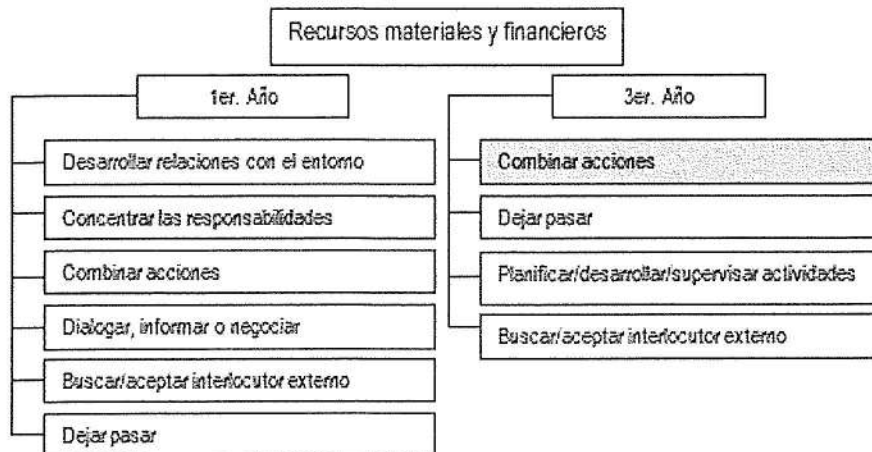 Recursos materiales y financieros
1er. Año
Desarrollar relaciones con el entorno
Concentrar las responsabilidades
Combinar acciones
Dialogar, informar o negociar
Buscar/aceptar interlocutor externo
Dejar pasar
3er. Año
Combinar acciones
Dejar pasar
Planificar/desarrollar/supervisar actividades
Buscar/aceptar interlocutor externo